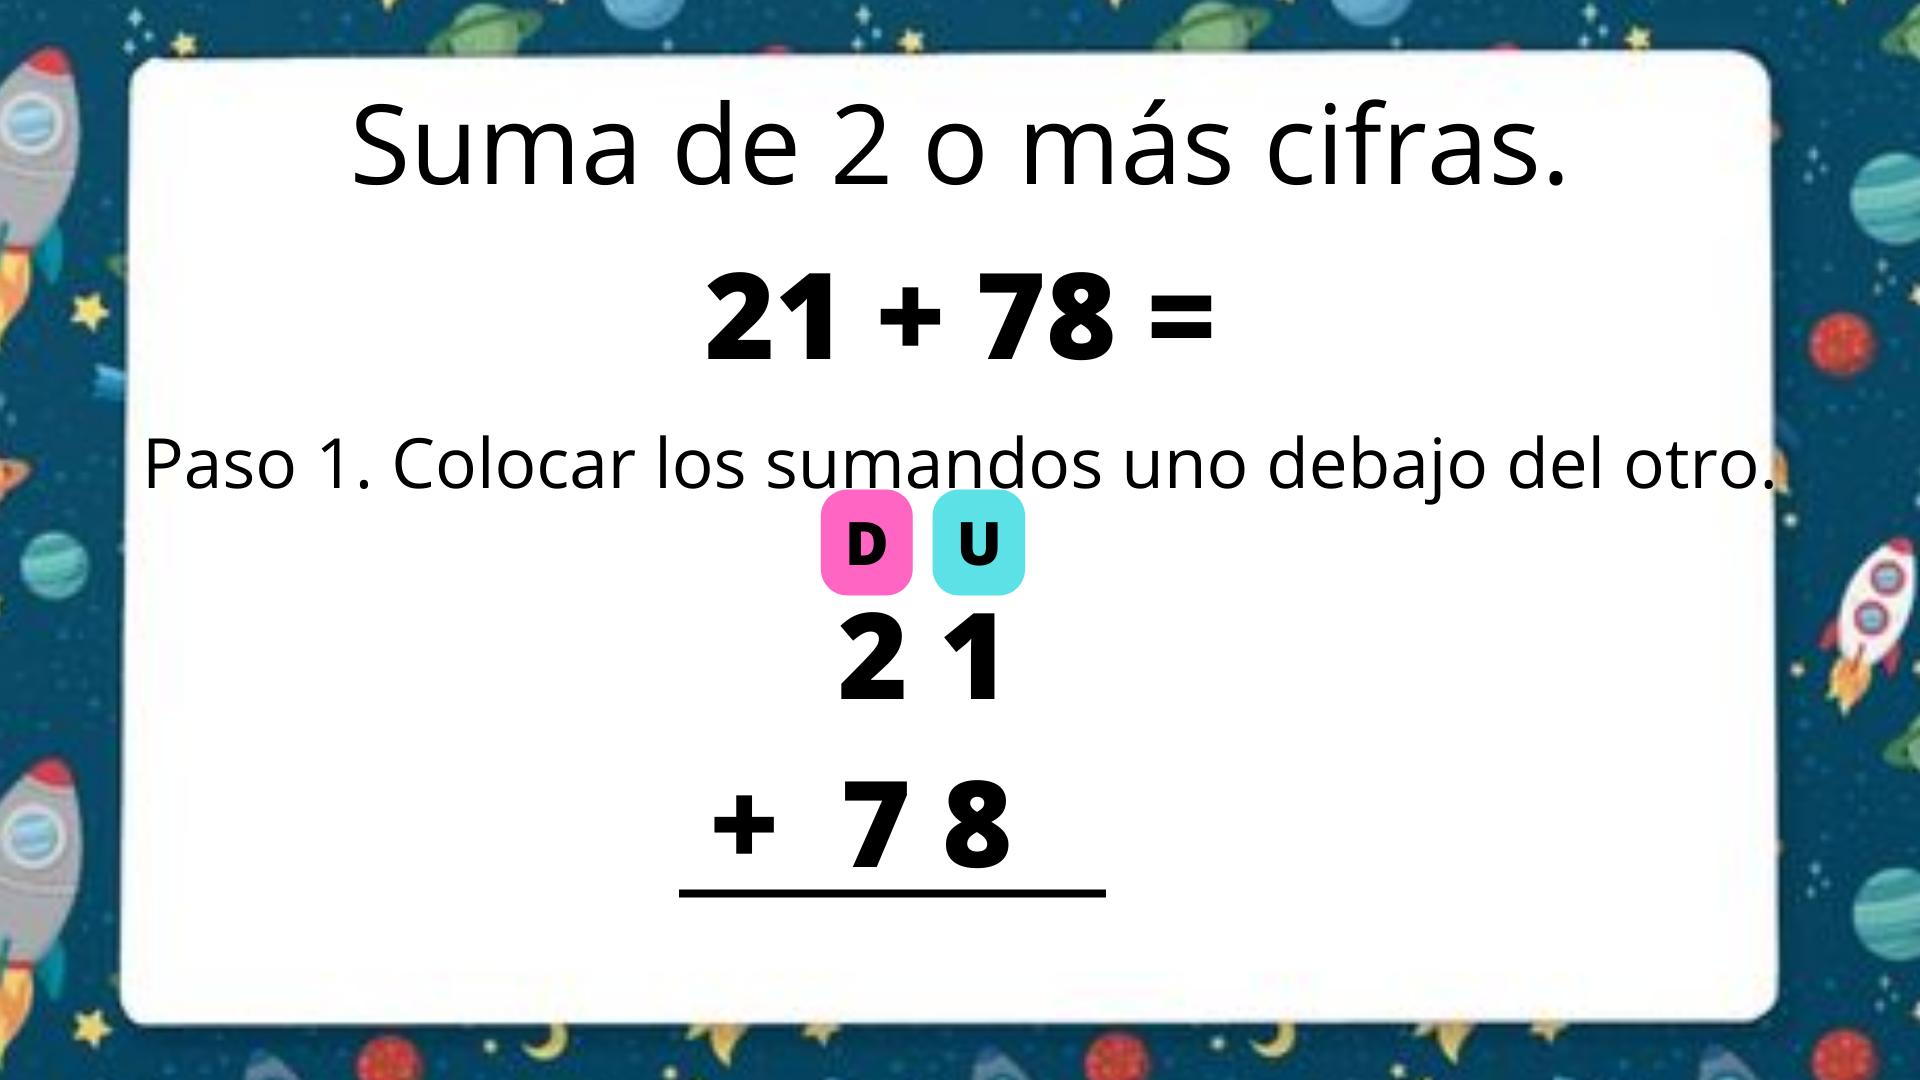 Suma de 2 o más cifras.
21 + 78 =
Paso 1. Colocar los sumandos uno debajo del otro.
D U
2 1
+ 7 8